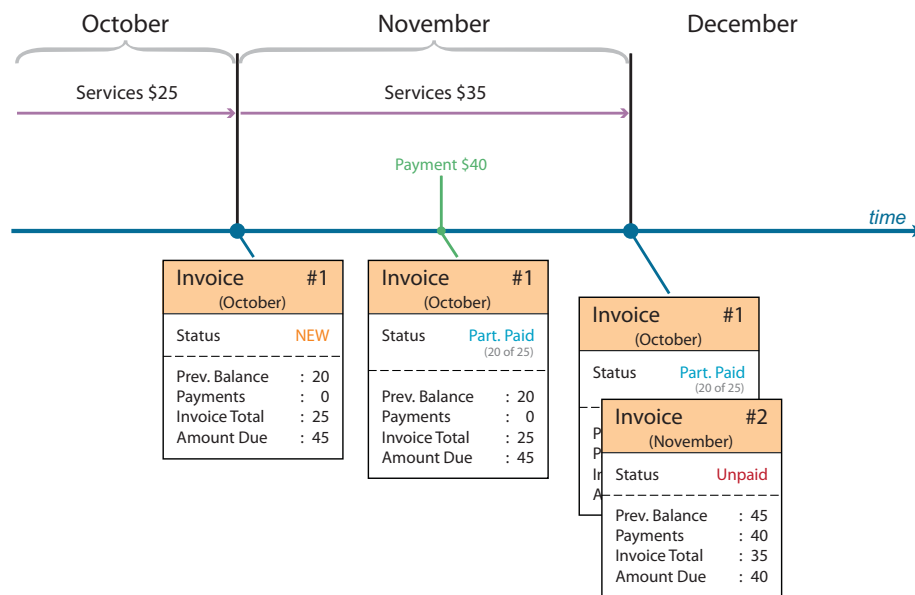 October
November
December
Services $25
Services $35
Payment $40
time
Invoice #1
(October)
Status NEW
Prev. Balance : 20
Payments : 0
Invoice Total : 25
Amount Due : 45
Invoice #1
(October)
Status Part. Paid
(20 of 25)
Prev. Balance : 20
Payments : 0
Invoice Total : 25
Amount Due : 45
Invoice #1
(October)
Status Part. Paid
(20 of 25)
Invoice #2
(November)
Status Unpaid
Prev. Balance : 45
Payments : 40
Invoice Total : 35
Amount Due : 40